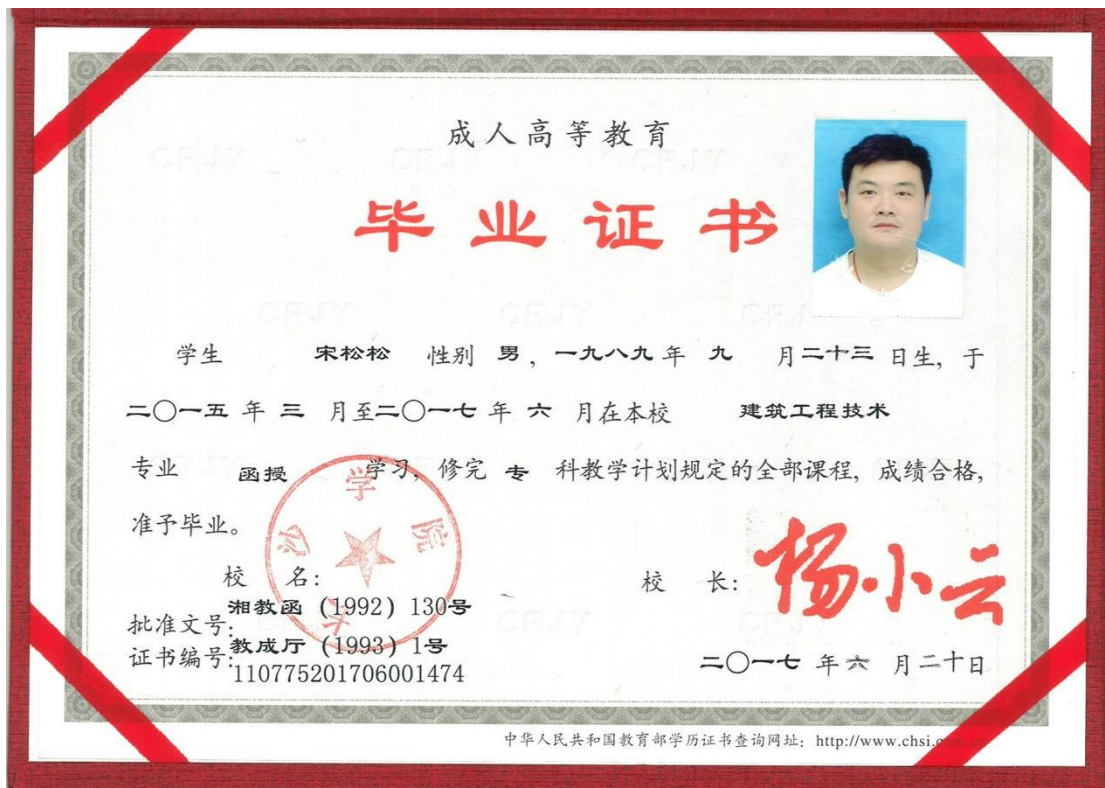 成人高等教育
毕业证书
学生 宋松松 性别 男，一九八九年 九 月二十三日生，于
二〇一五 年 三 月至二〇一七 年 六 月在本校 建筑工程技术
专业 函授 学习，修完 专 科教学计划规定的全部课程，成绩合格，
准予毕业。
长沙学院
校 名：
校 长：杨小云
湘教函 (1992) 130号
批准文号：
教成厅 (1993) 1号
证书编号：110775201706001474
二〇一七 年 六 月二十日
中华人民共和国教育部学历证书查询网址：http://www.chsi.